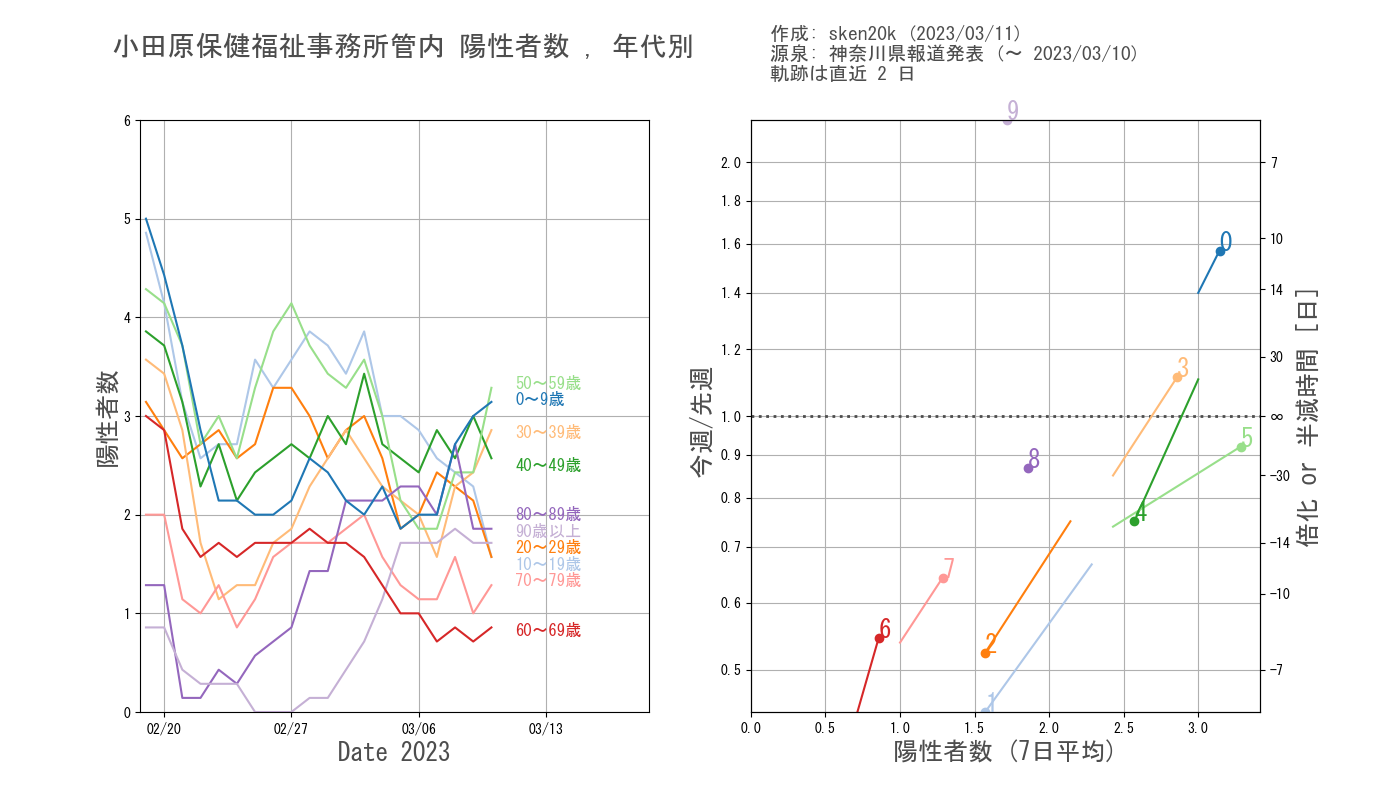 小田原保健福祉事務所管内 陽性者数 , 年代別
作成: sken20k (2023/03/11)
源泉: 神奈川県報道発表 (〜 2023/03/10)
軌跡は直近 2 日
陽性者数
6
5
4
3
2
1
0
02/20
02/27
03/06
03/13
Date 2023
50〜59歳
0〜9歳
30〜39歳
40〜49歳
80〜89歳
90歳以上
20〜29歳
10〜19歳
70〜79歳
60〜69歳
今週/先週
2.0
1.8
1.6
1.4
1.2
1.0
0.9
0.8
0.7
0.6
0.5
9
0
3
5
8
4
7
6
2
1
7
10
14
30
∞
−30
−14
−10
−7
倍化 or 半減時間 [日]
0.0
0.5
1.0
1.5
2.0
2.5
3.0
陽性者数 (7日平均)